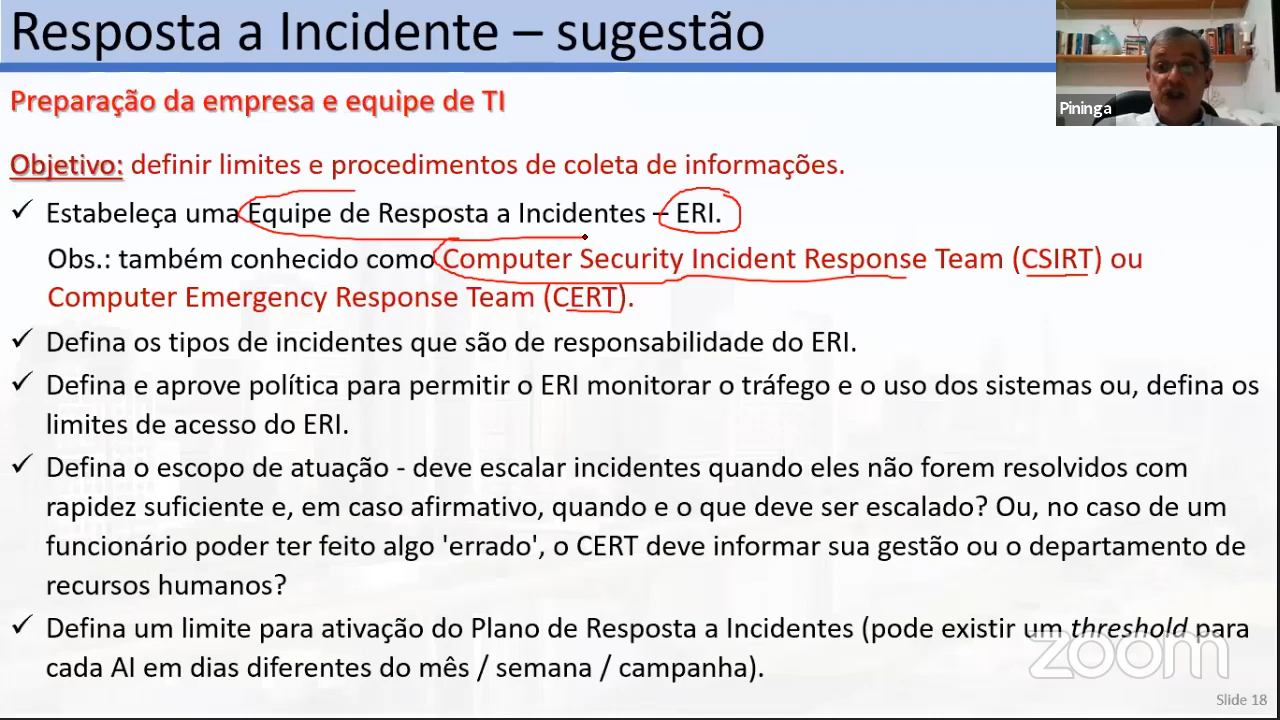 Resposta a Incidente – sugestão
Pininga
Preparação da empresa e equipe de TI
Objetivo: definir limites e procedimentos de coleta de informações.
✓ Estabeleça uma Equipe de Resposta a Incidentes – ERI.
Obs.: também conhecido como Computer Security Incident Response Team (CSIRT) ou
Computer Emergency Response Team (CERT).
✓ Defina os tipos de incidentes que são de responsabilidade do ERI.
✓ Defina e aprove política para permitir o ERI monitorar o tráfego e o uso dos sistemas ou, defina os
limites de acesso do ERI.
✓ Defina o escopo de atuação - deve escalar incidentes quando eles não forem resolvidos com
rapidez suficiente e, em caso afirmativo, quando e o que deve ser escalado? Ou, no caso de um
funcionário poder ter feito algo 'errado', o CERT deve informar sua gestão ou o departamento de
recursos humanos?
✓ Defina um limite para ativação do Plano de Resposta a Incidentes (pode existir um threshold para
cada AI em dias diferentes do mês / semana / campanha).
zoom
Slide 18